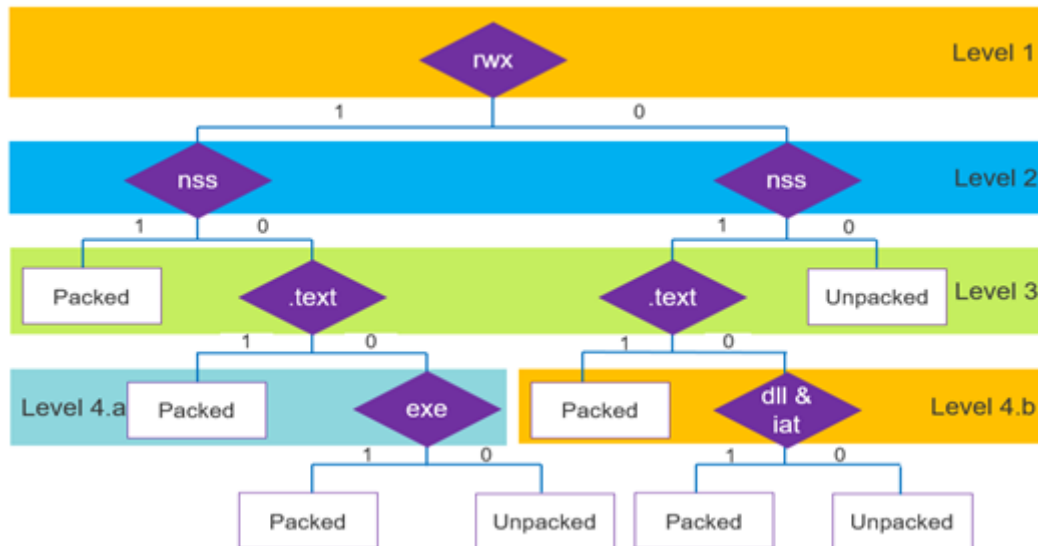 rwx
Level 1
1
0
nss
nss
Level 2
1
0
1
0
Packed
.text
.text
Unpacked
Level 3
1
0
1
0
Level 4.a
Packed
exe
Packed
dll &
iat
Level 4.b
1
0
1
0
Packed
Unpacked
Packed
Unpacked